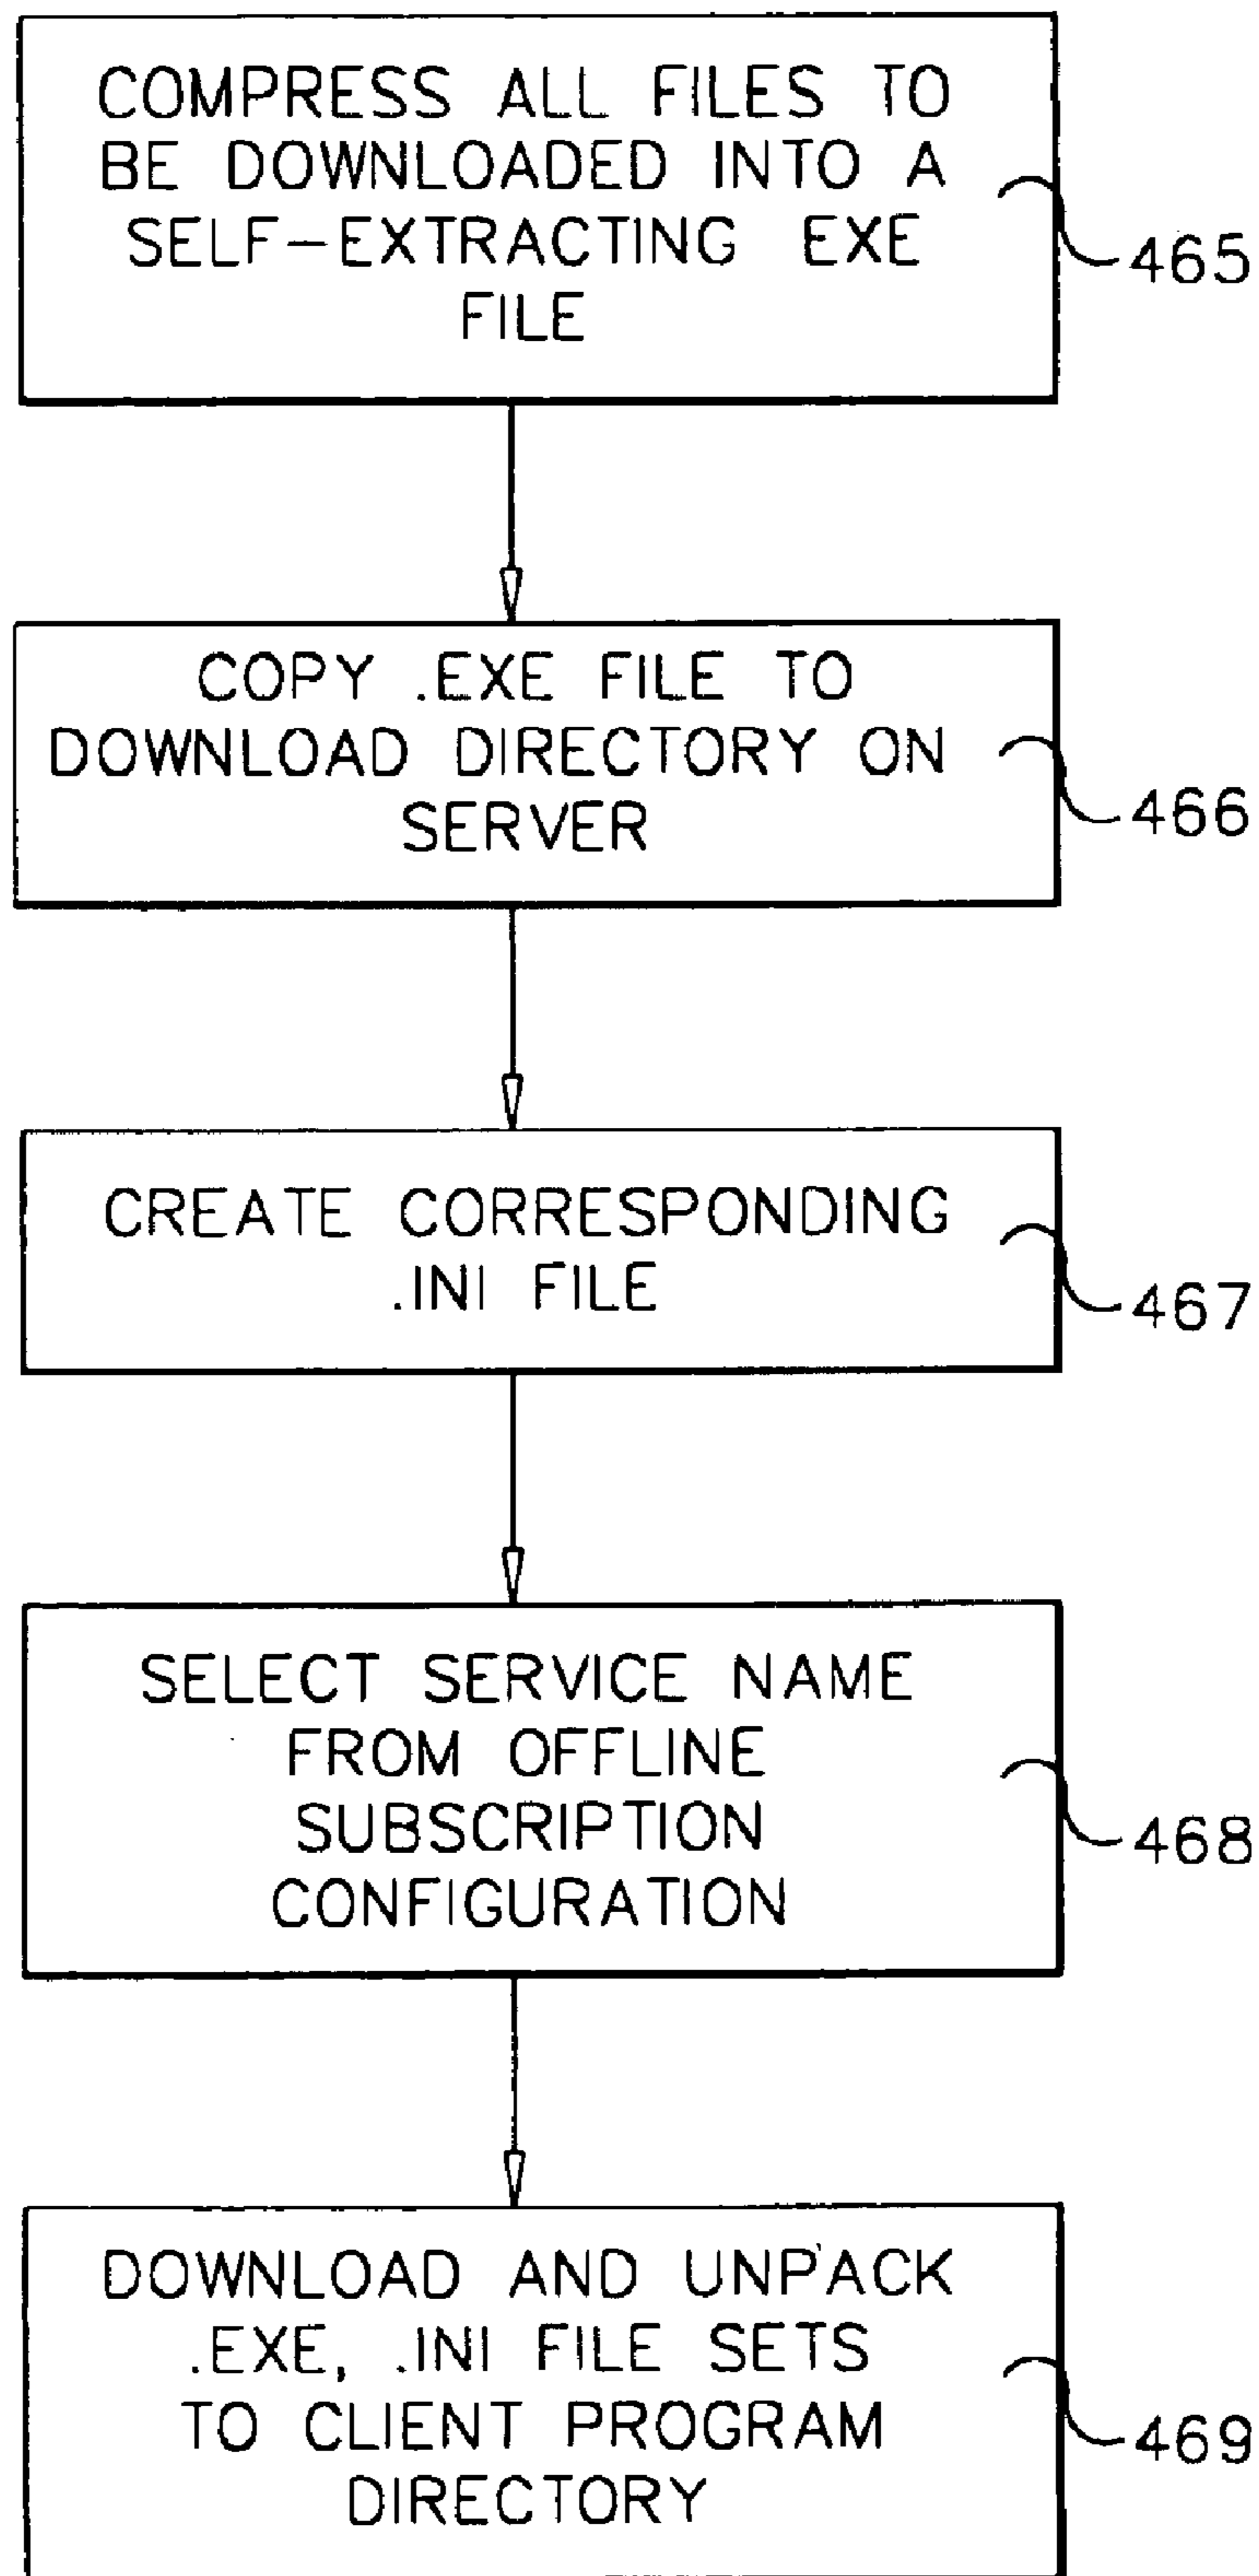 COMPRESS ALL FILES TO
BE DOWNLOADED INTO A
SELF-EXTRACTING EXE
FILE
465
COPY .EXE FILE TO
DOWNLOAD DIRECTORY ON
SERVER
466
CREATE CORRESPONDING
.INI FILE
467
SELECT SERVICE NAME
FROM OFFLINE
SUBSCRIPTION
CONFIGURATION
468
DOWNLOAD AND UNPACK
.EXE, .INI FILE SETS
TO CLIENT PROGRAM
DIRECTORY
469